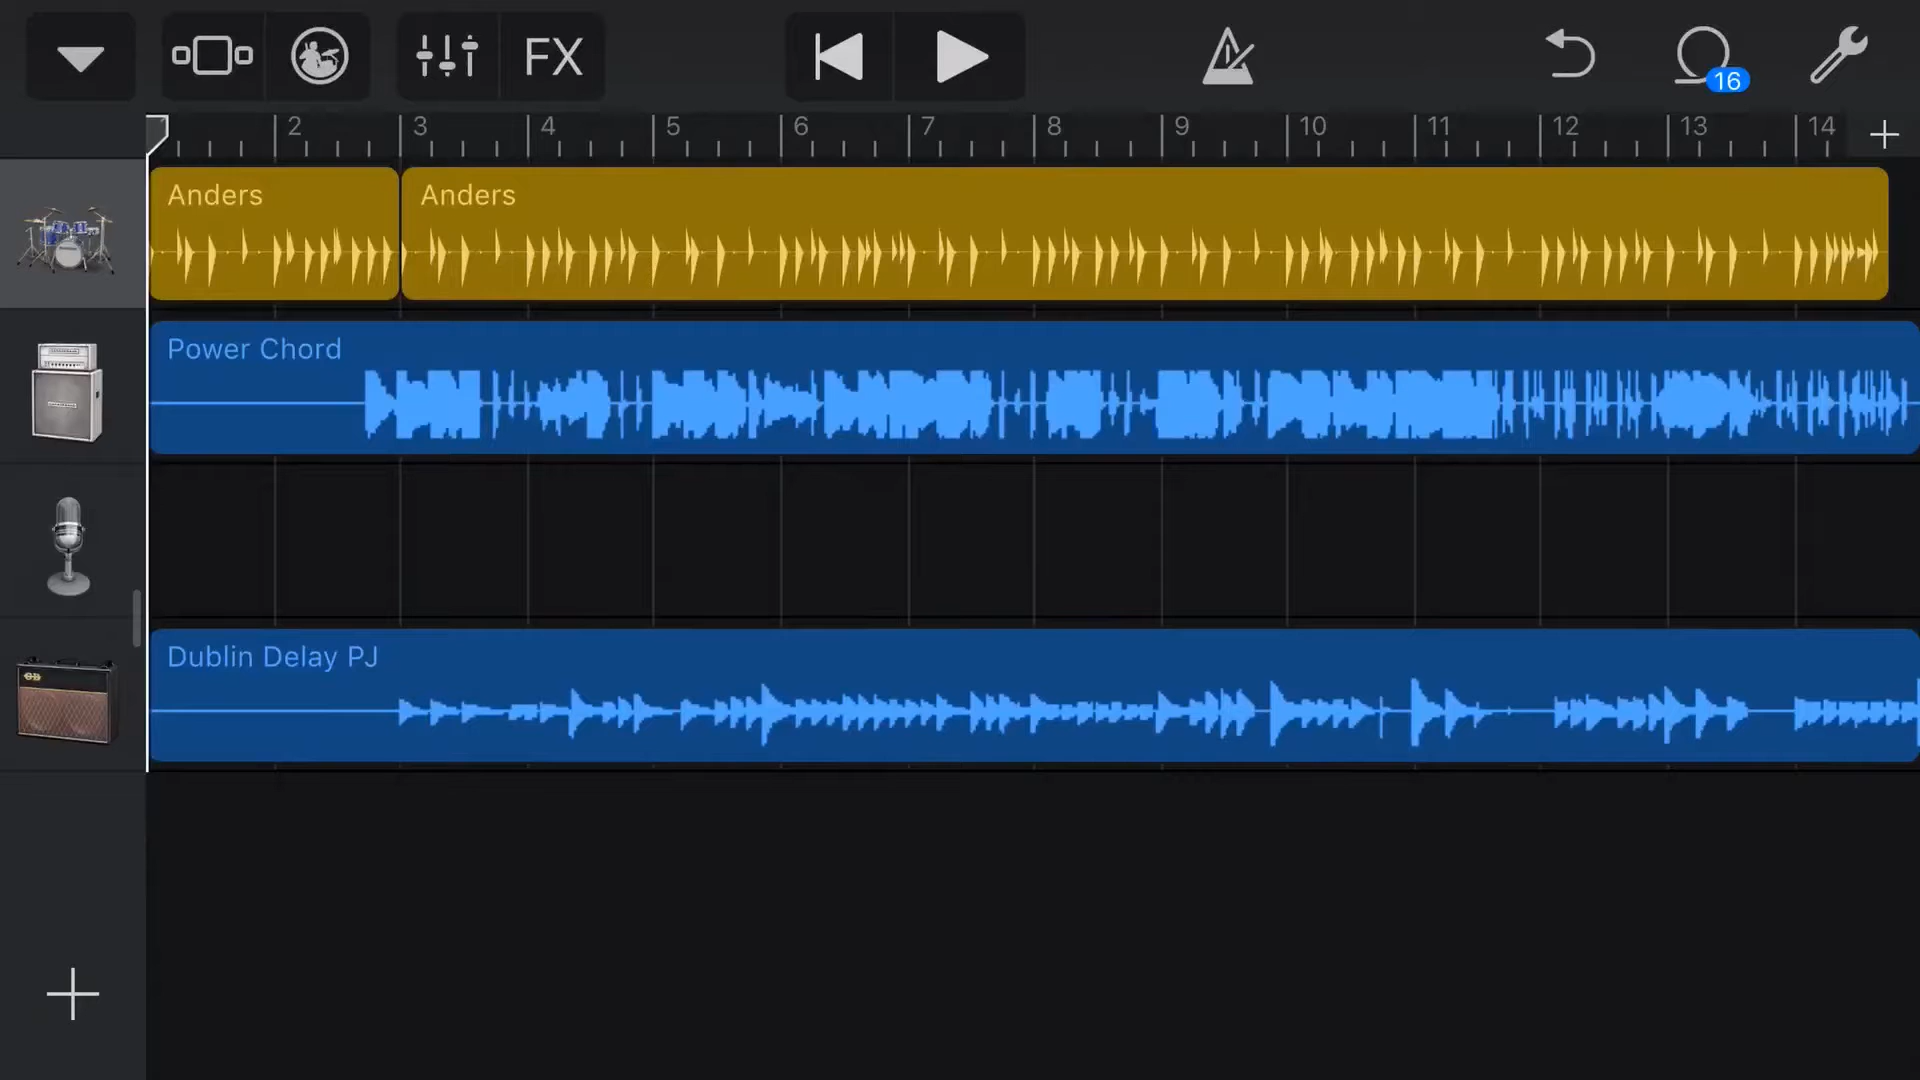 FX
16
2 3 4 5 6 7 8 9 10 11 12 13 14
Anders Anders
Power Chord
Dublin Delay PJ